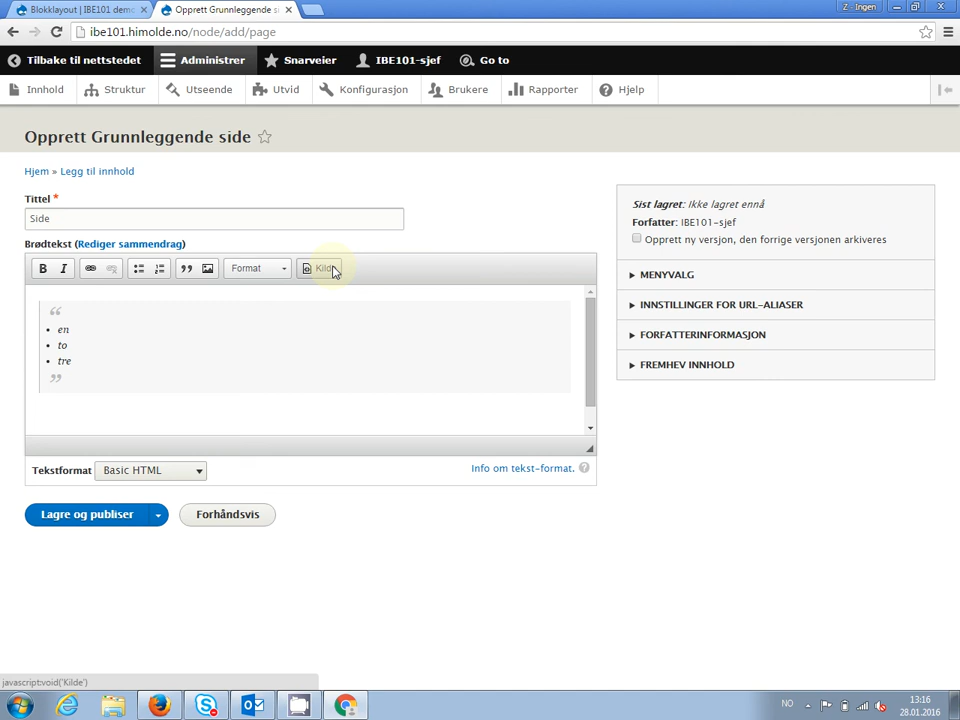 Blokklayout | IBE101 demo
Opprett Grunnleggende si
Z - Ingen
ibe101.himolde.no/node/add/page
Tilbake til nettstedet
Administrer
Snarveier
IBE101-sjef
Go to
Innhold
Struktur
Utseende
Utvid
Konfigurasjon
Brukere
Rapporter
Hjelp
Opprett Grunnleggende side
Hjem » Legg til innhold
Tittel *
Side
Brødtekst (Rediger sammendrag)
B I
Format
Kilde
“
• en
• to
• tre
”
Tekstformat Basic HTML
Info om tekst-format. ?
Lagre og publiser
Forhåndsvis
Sist lagret: Ikke lagret ennå
Forfatter: IBE101-sjef
Opprett ny versjon, den forrige versjonen arkiveres
MENYVALG
INNSTILLINGER FOR URL-ALIASER
FORFATTERINFORMASJON
FREMHEV INNHOLD
javascript:void('Kilde')
NO
13:16
28.01.2016